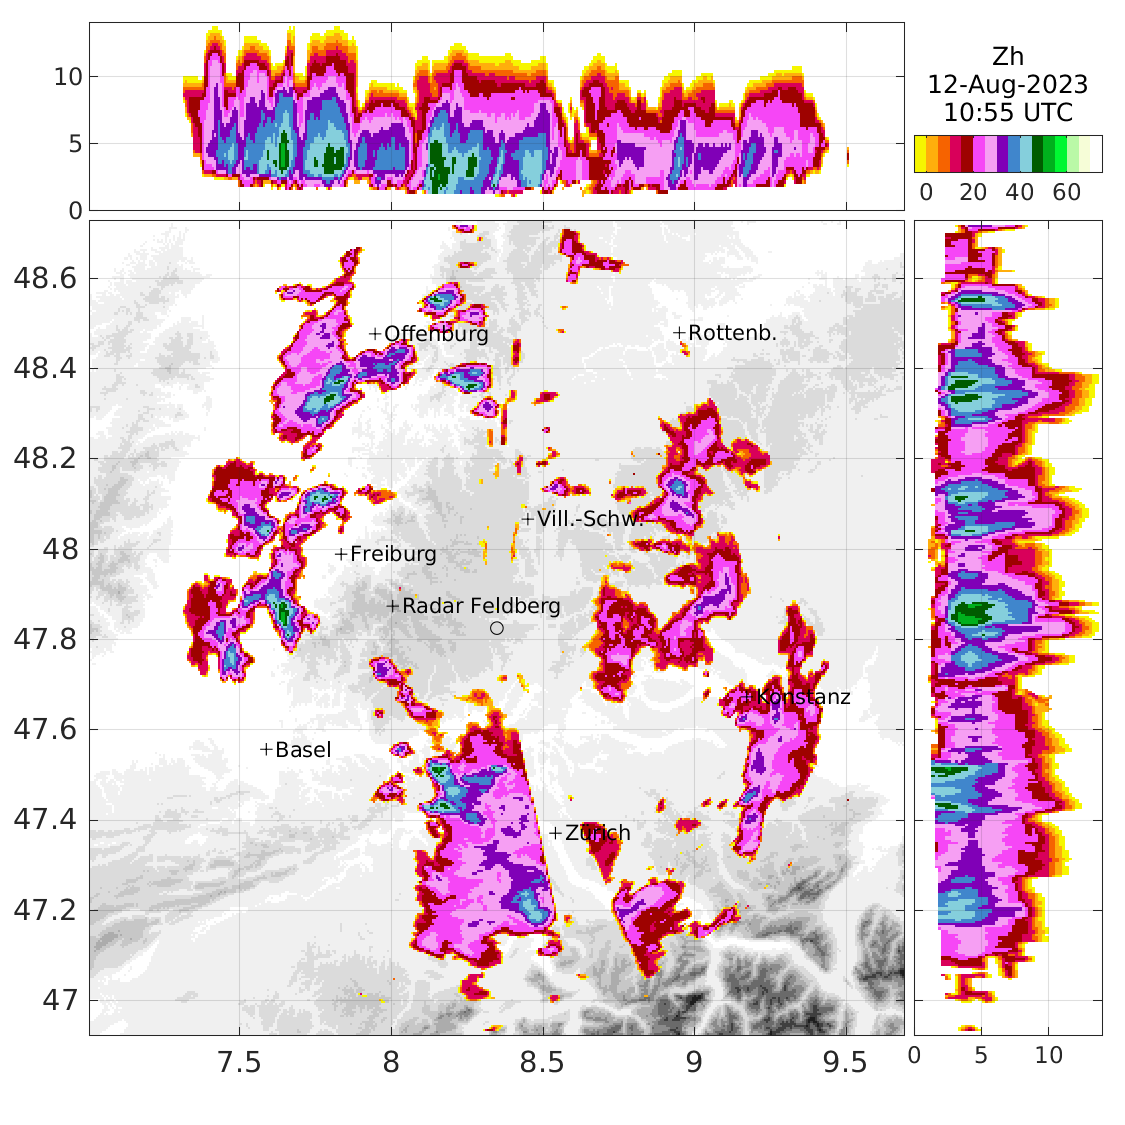 10
5
0
Zh
12-Aug-2023
10:55 UTC
0 20 40 60
48.6
48.4
48.2
48
47.8
47.6
47.4
47.2
47
+Offenburg
+Rottenb.
+Vill.-Schw.
+Freiburg
+Radar Feldberg
+Konstanz
+Basel
+Zürich
7.5 8 8.5 9 9.5
0 5 10